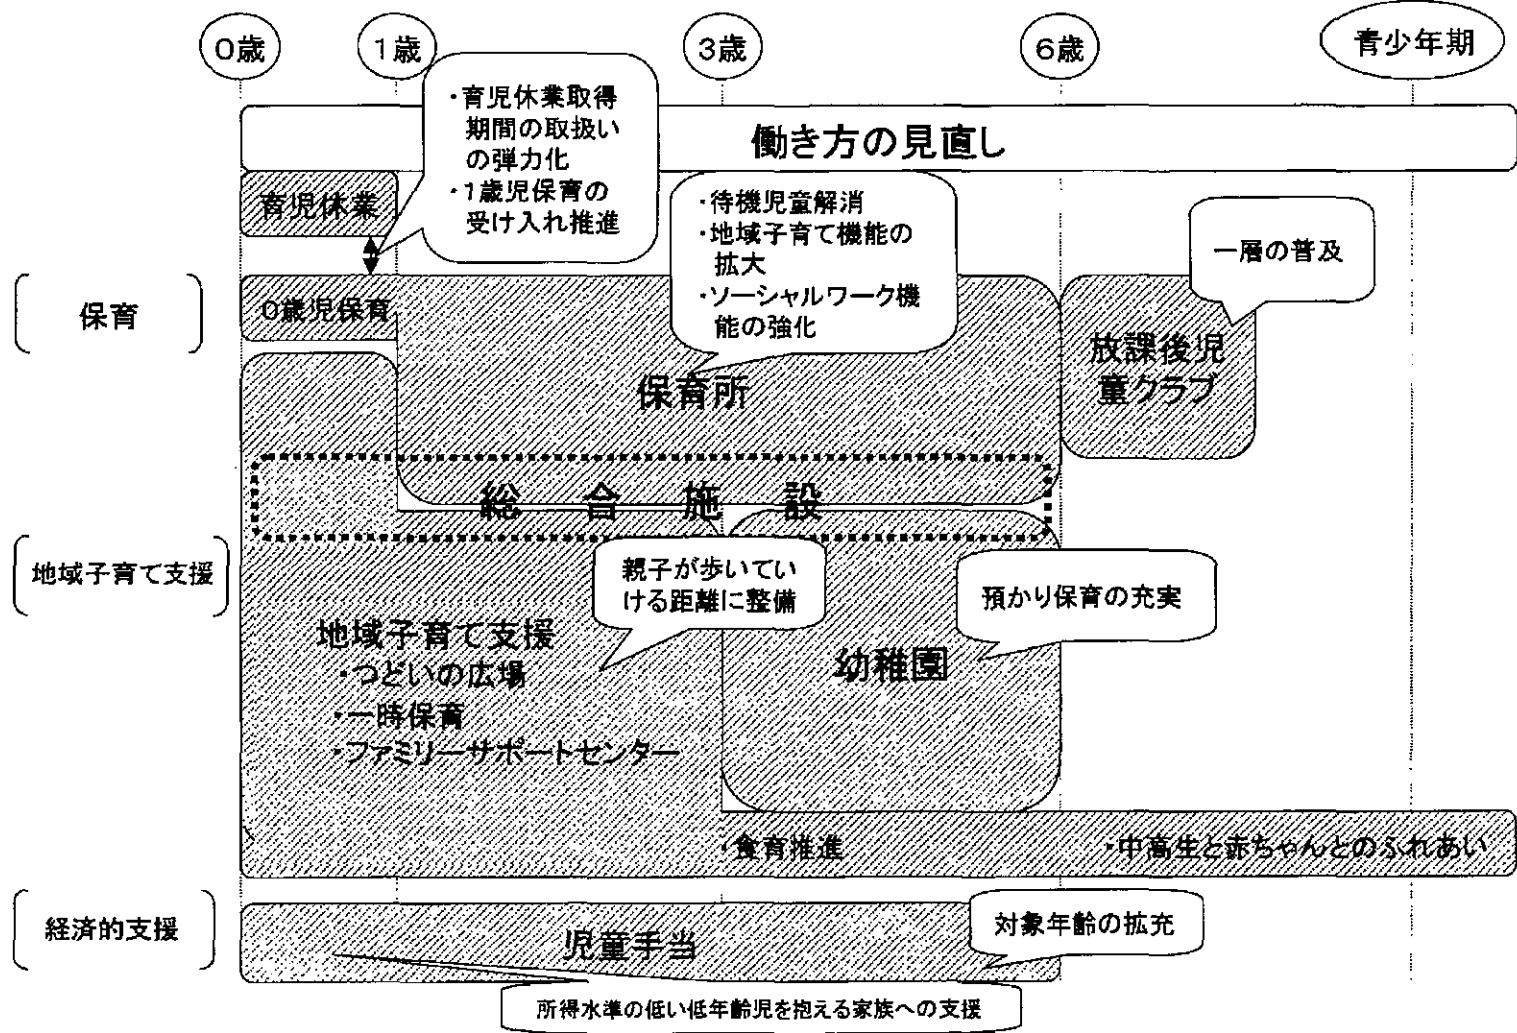 0歳
1歳
3歳
6歳
青少年期
働き方の見直し
・育児休業取得
期間の取扱い
の弾力化
・1歳児保育の
受け入れ推進
育児休業
・待機児童解消
・地域子育て機能の
拡大
・ソーシャルワーク機
能の強化
一層の普及
保育
0歳児保育
保育所
放課後児
童クラブ
総合施設
地域子育て支援
親子が歩いてい
ける距離に整備
預かり保育の充実
地域子育て支援
・つどいの広場
・一時保育
・ファミリーサポートセンター
幼稚園
・食育推進
・中高生と赤ちゃんとのふれあい
経済的支援
児童手当
対象年齢の拡充
所得水準の低い低年齢児を抱える家族への支援